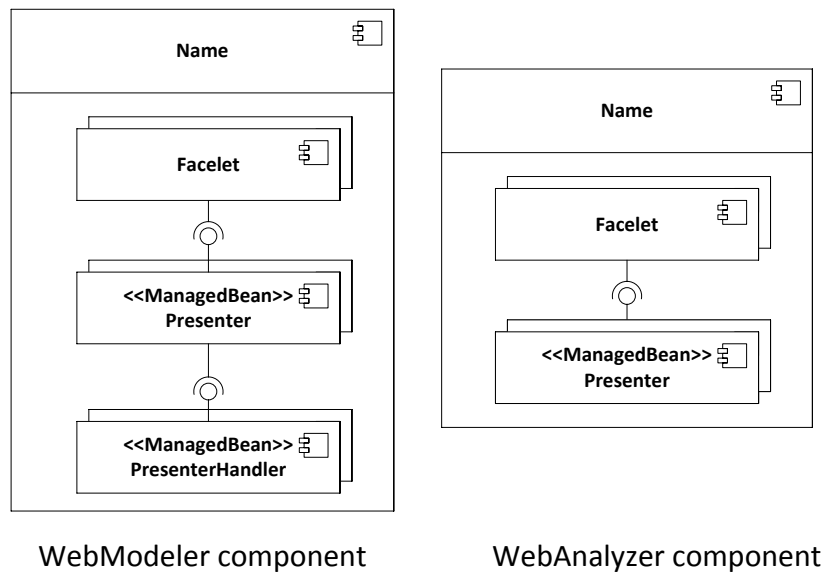 Name
Facelet
<<ManagedBean>>
Presenter
<<ManagedBean>>
PresenterHandler
WebModeler component
Name
Facelet
<<ManagedBean>>
Presenter
WebAnalyzer component